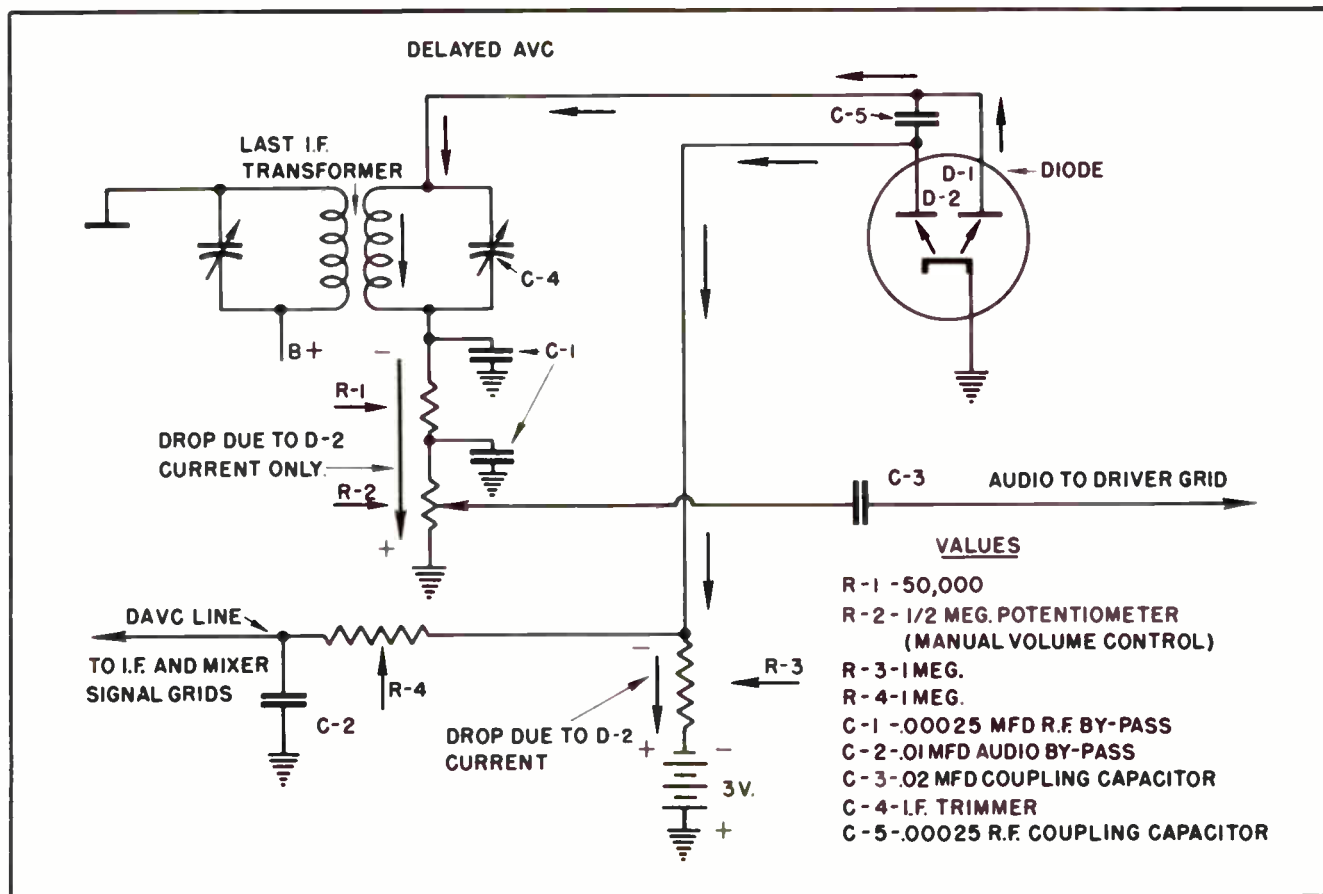 DELAYED AVC
C-5
LAST I.F.
TRANSFORMER
D-1
DIODE
D-2
C-4
B+
-
C-1
R-1
DROP DUE TO D-2
CURRENT ONLY.
R-2
+
C-3
AUDIO TO DRIVER GRID
VALUES
R-1 -50,000
R-2- 1/2 MEG. POTENTIOMETER
(MANUAL VOLUME CONTROL)
R-3-1 MEG.
R-4-1 MEG.
C-1 -.00025 MFD R.F. BY-PASS
C-2-.01 MFD AUDIO BY-PASS
C-3-.02 MFD COUPLING CAPACITOR
C-4-I.F. TRIMMER
C-5-.00025 R.F. COUPLING CAPACITOR
DAVC LINE
TO I.F. AND MIXER
SIGNAL GRIDS
R-4
C-2
-
R-3
DROP DUE TO D-2
CURRENT
+
-
3V.
+